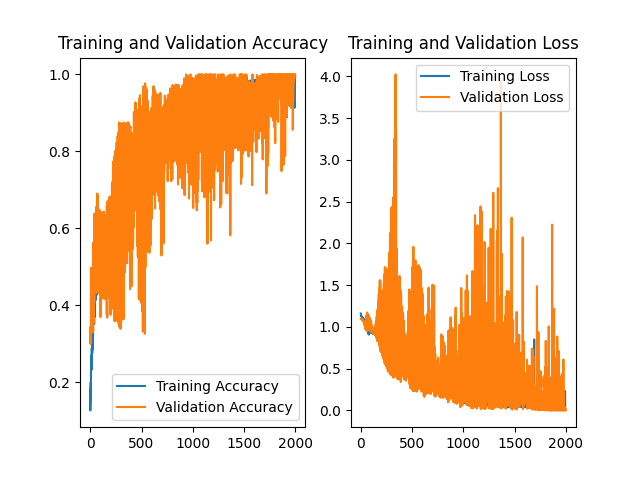 Training and Validation Accuracy
1.0
0.8
0.6
0.4
0.2
Training Accuracy
Validation Accuracy
0 500 1000 1500 2000
Training and Validation Loss
Training Loss
Validation Loss
4.0
3.5
3.0
2.5
2.0
1.5
1.0
0.5
0.0
0 500 1000 1500 2000